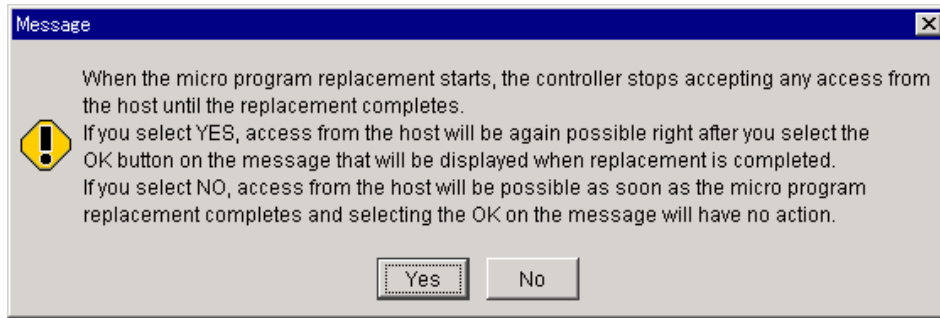 Message
When the micro program replacement starts, the controller stops accepting any access from
the host until the replacement completes.
If you select YES, access from the host will be again possible right after you select the
OK button on the message that will be displayed when replacement is completed.
If you select NO, access from the host will be possible as soon as the micro program
replacement completes and selecting the OK on the message will have no action.
Yes No